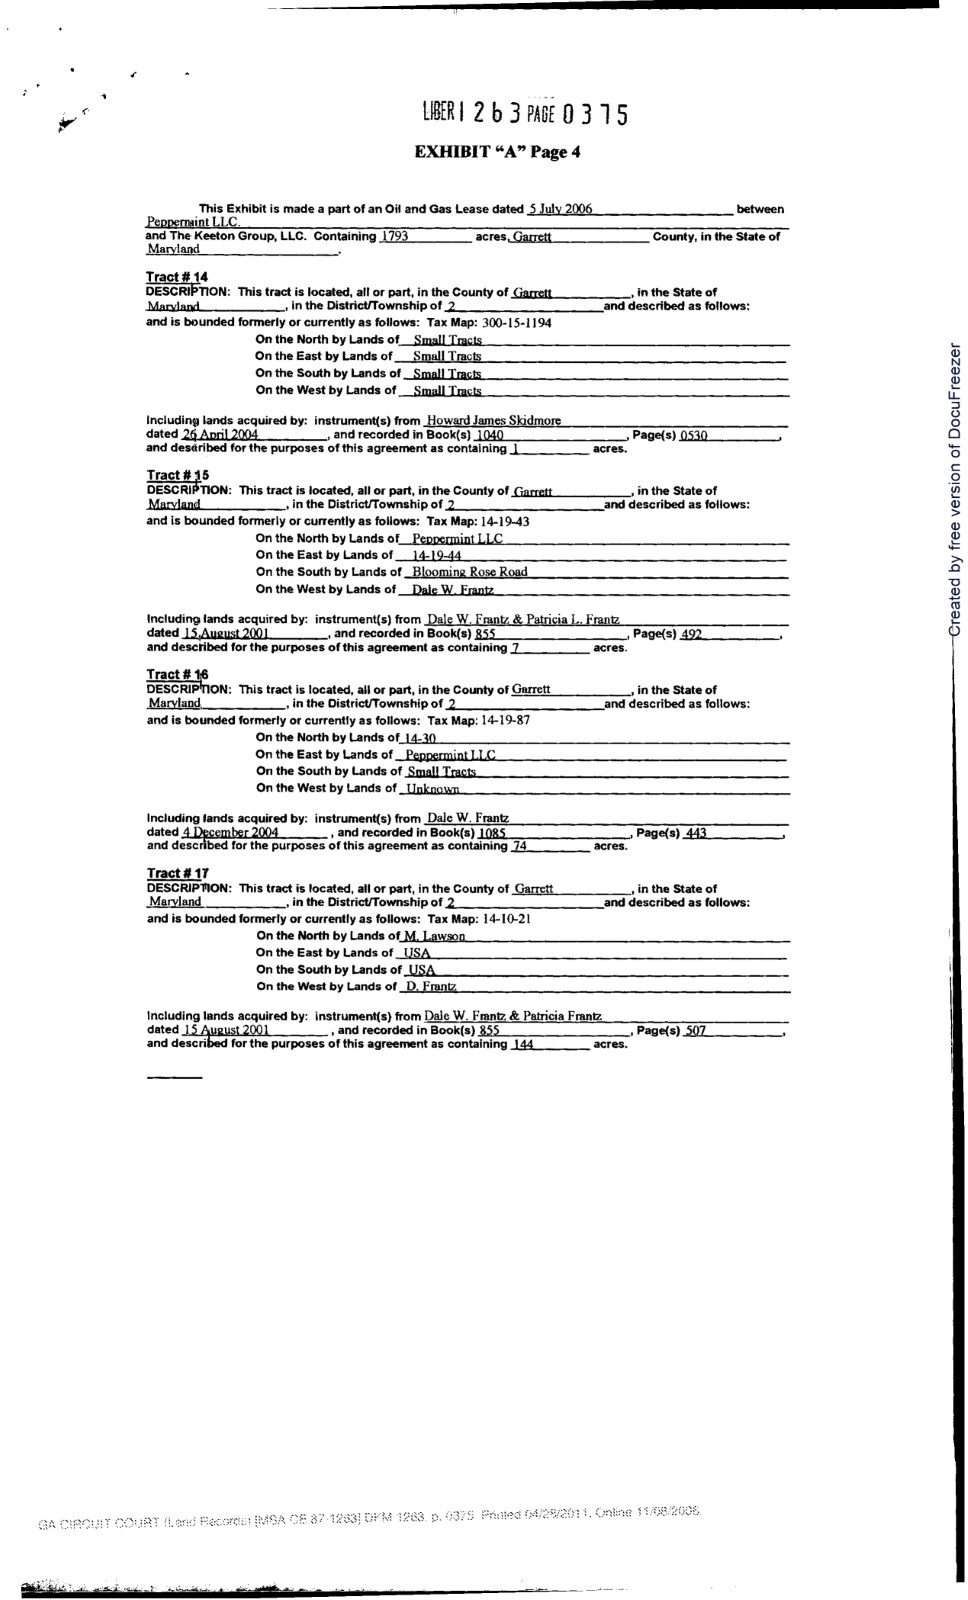 LIBER 1263 PAGE 0375
EXHIBIT “A” Page 4
This Exhibit is made a part of an Oil and Gas Lease dated 5 July 2006 between
Peppermint LLC.
and The Keeton Group, LLC. Containing 1793 acres, Garrett County, in the State of
Maryland.
Tract # 14
DESCRIPTION: This tract is located, all or part, in the County of Garrett, in the State of
Maryland, in the District/Township of 2 and described as follows:
and is bounded formerly or currently as follows: Tax Map: 300-15-1194
On the North by Lands of Small Tracts
On the East by Lands of Small Tracts
On the South by Lands of Small Tracts
On the West by Lands of Small Tracts
Including lands acquired by: instrument(s) from Howard James Skidmore
dated 26 April 2004, and recorded in Book(s) 1040, Page(s) 0530,
and described for the purposes of this agreement as containing 1 acres.
Tract # 15
DESCRIPTION: This tract is located, all or part, in the County of Garrett, in the State of
Maryland, in the District/Township of 2 and described as follows:
and is bounded formerly or currently as follows: Tax Map: 14-19-43
On the North by Lands of Peppermint LLC
On the East by Lands of 14-19-44
On the South by Lands of Blooming Rose Road
On the West by Lands of Dale W. Frantz
Including lands acquired by: instrument(s) from Dale W. Frantz & Patricia L. Frantz
dated 15 August 2001, and recorded in Book(s) 855, Page(s) 492,
and described for the purposes of this agreement as containing 7 acres.
Tract # 16
DESCRIPTION: This tract is located, all or part, in the County of Garrett, in the State of
Maryland, in the District/Township of 2 and described as follows:
and is bounded formerly or currently as follows: Tax Map: 14-19-87
On the North by Lands of 14-30
On the East by Lands of Peppermint LLC
On the South by Lands of Small Tracts
On the West by Lands of Unknown
Including lands acquired by: instrument(s) from Dale W. Frantz
dated 4 December 2004, and recorded in Book(s) 1085, Page(s) 443,
and described for the purposes of this agreement as containing 74 acres.
Tract # 17
DESCRIPTION: This tract is located, all or part, in the County of Garrett, in the State of
Maryland, in the District/Township of 2 and described as follows:
and is bounded formerly or currently as follows: Tax Map: 14-10-21
On the North by Lands of M. Lawson
On the East by Lands of USA
On the South by Lands of USA
On the West by Lands of D. Frantz
Including lands acquired by: instrument(s) from Dale W. Frantz & Patricia Frantz
dated 15 August 2001, and recorded in Book(s) 855, Page(s) 507,
and described for the purposes of this agreement as containing 144 acres.
GA CIRCUIT COURT (Land Records) [MSA CE 87-1263] DFM 1263, p. 0375. Printed 04/25/2011. Online 11/08/2006.
Created by free version of DocuFreezer